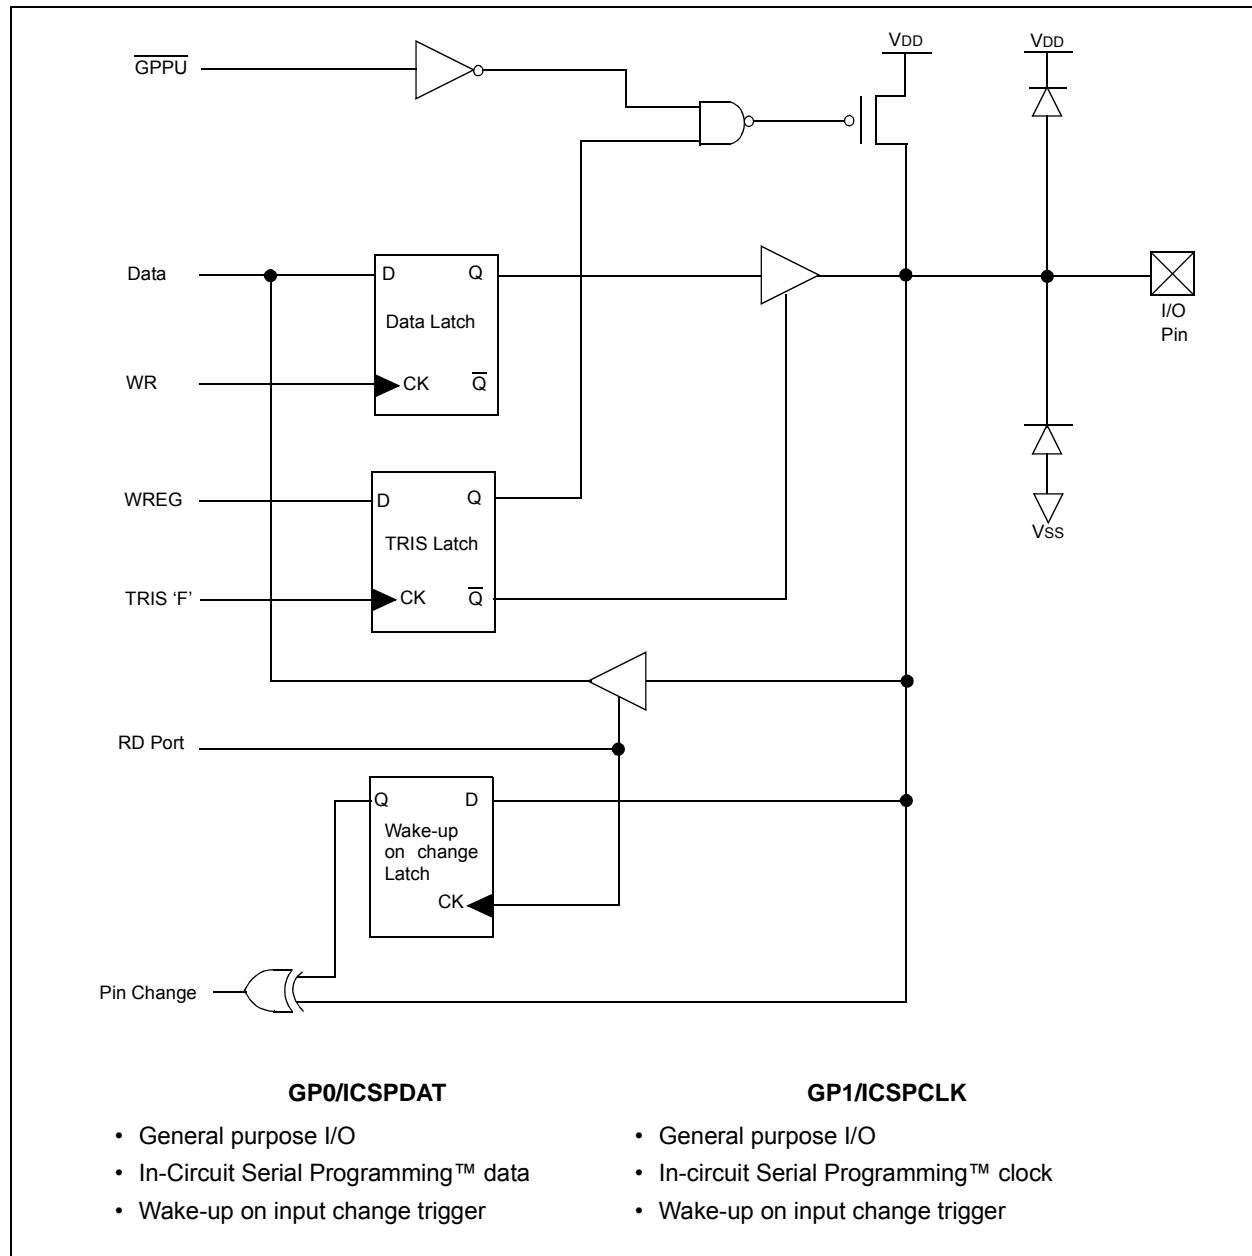 VDD
VDD
GPPU
Data
D
Q
Data Latch
I/O
Pin
WR
CK
Q
WREG
D
Q
TRIS Latch
VSS
TRIS ‘F’
CK
Q
RD Port
Q
D
Wake-up
on change
Latch
CK
Pin Change
GP0/ICSPDAT
• General purpose I/O
• In-Circuit Serial Programming™ data
• Wake-up on input change trigger
GP1/ICSPCLK
• General purpose I/O
• In-circuit Serial Programming™ clock
• Wake-up on input change trigger